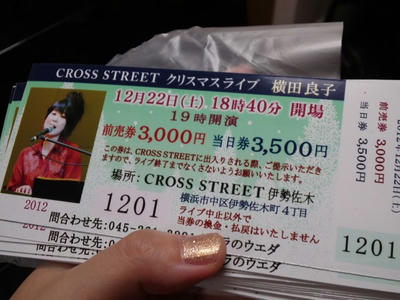 CROSS STREET クリスマスライブ 横田良子
12月22日(土) 18時40分 開場
19時開演
前売券 3,000円 当日券 3,500円
この券は、CROSS STREETに出入りされる際、ご提示いただき
ますので、ライブ終了までなくさないようお願いいたします。
場所: CROSS STREET 伊勢佐木
横浜市中区伊勢佐木町4丁目
ライブ中止以外で
当券の換金・払戻はいたしません
2012 1201
問合わせ先:045-
ラのウエダ
問合わせ先:
ラのウエダ
前売券 3,000円
当日券 3,500円
1201